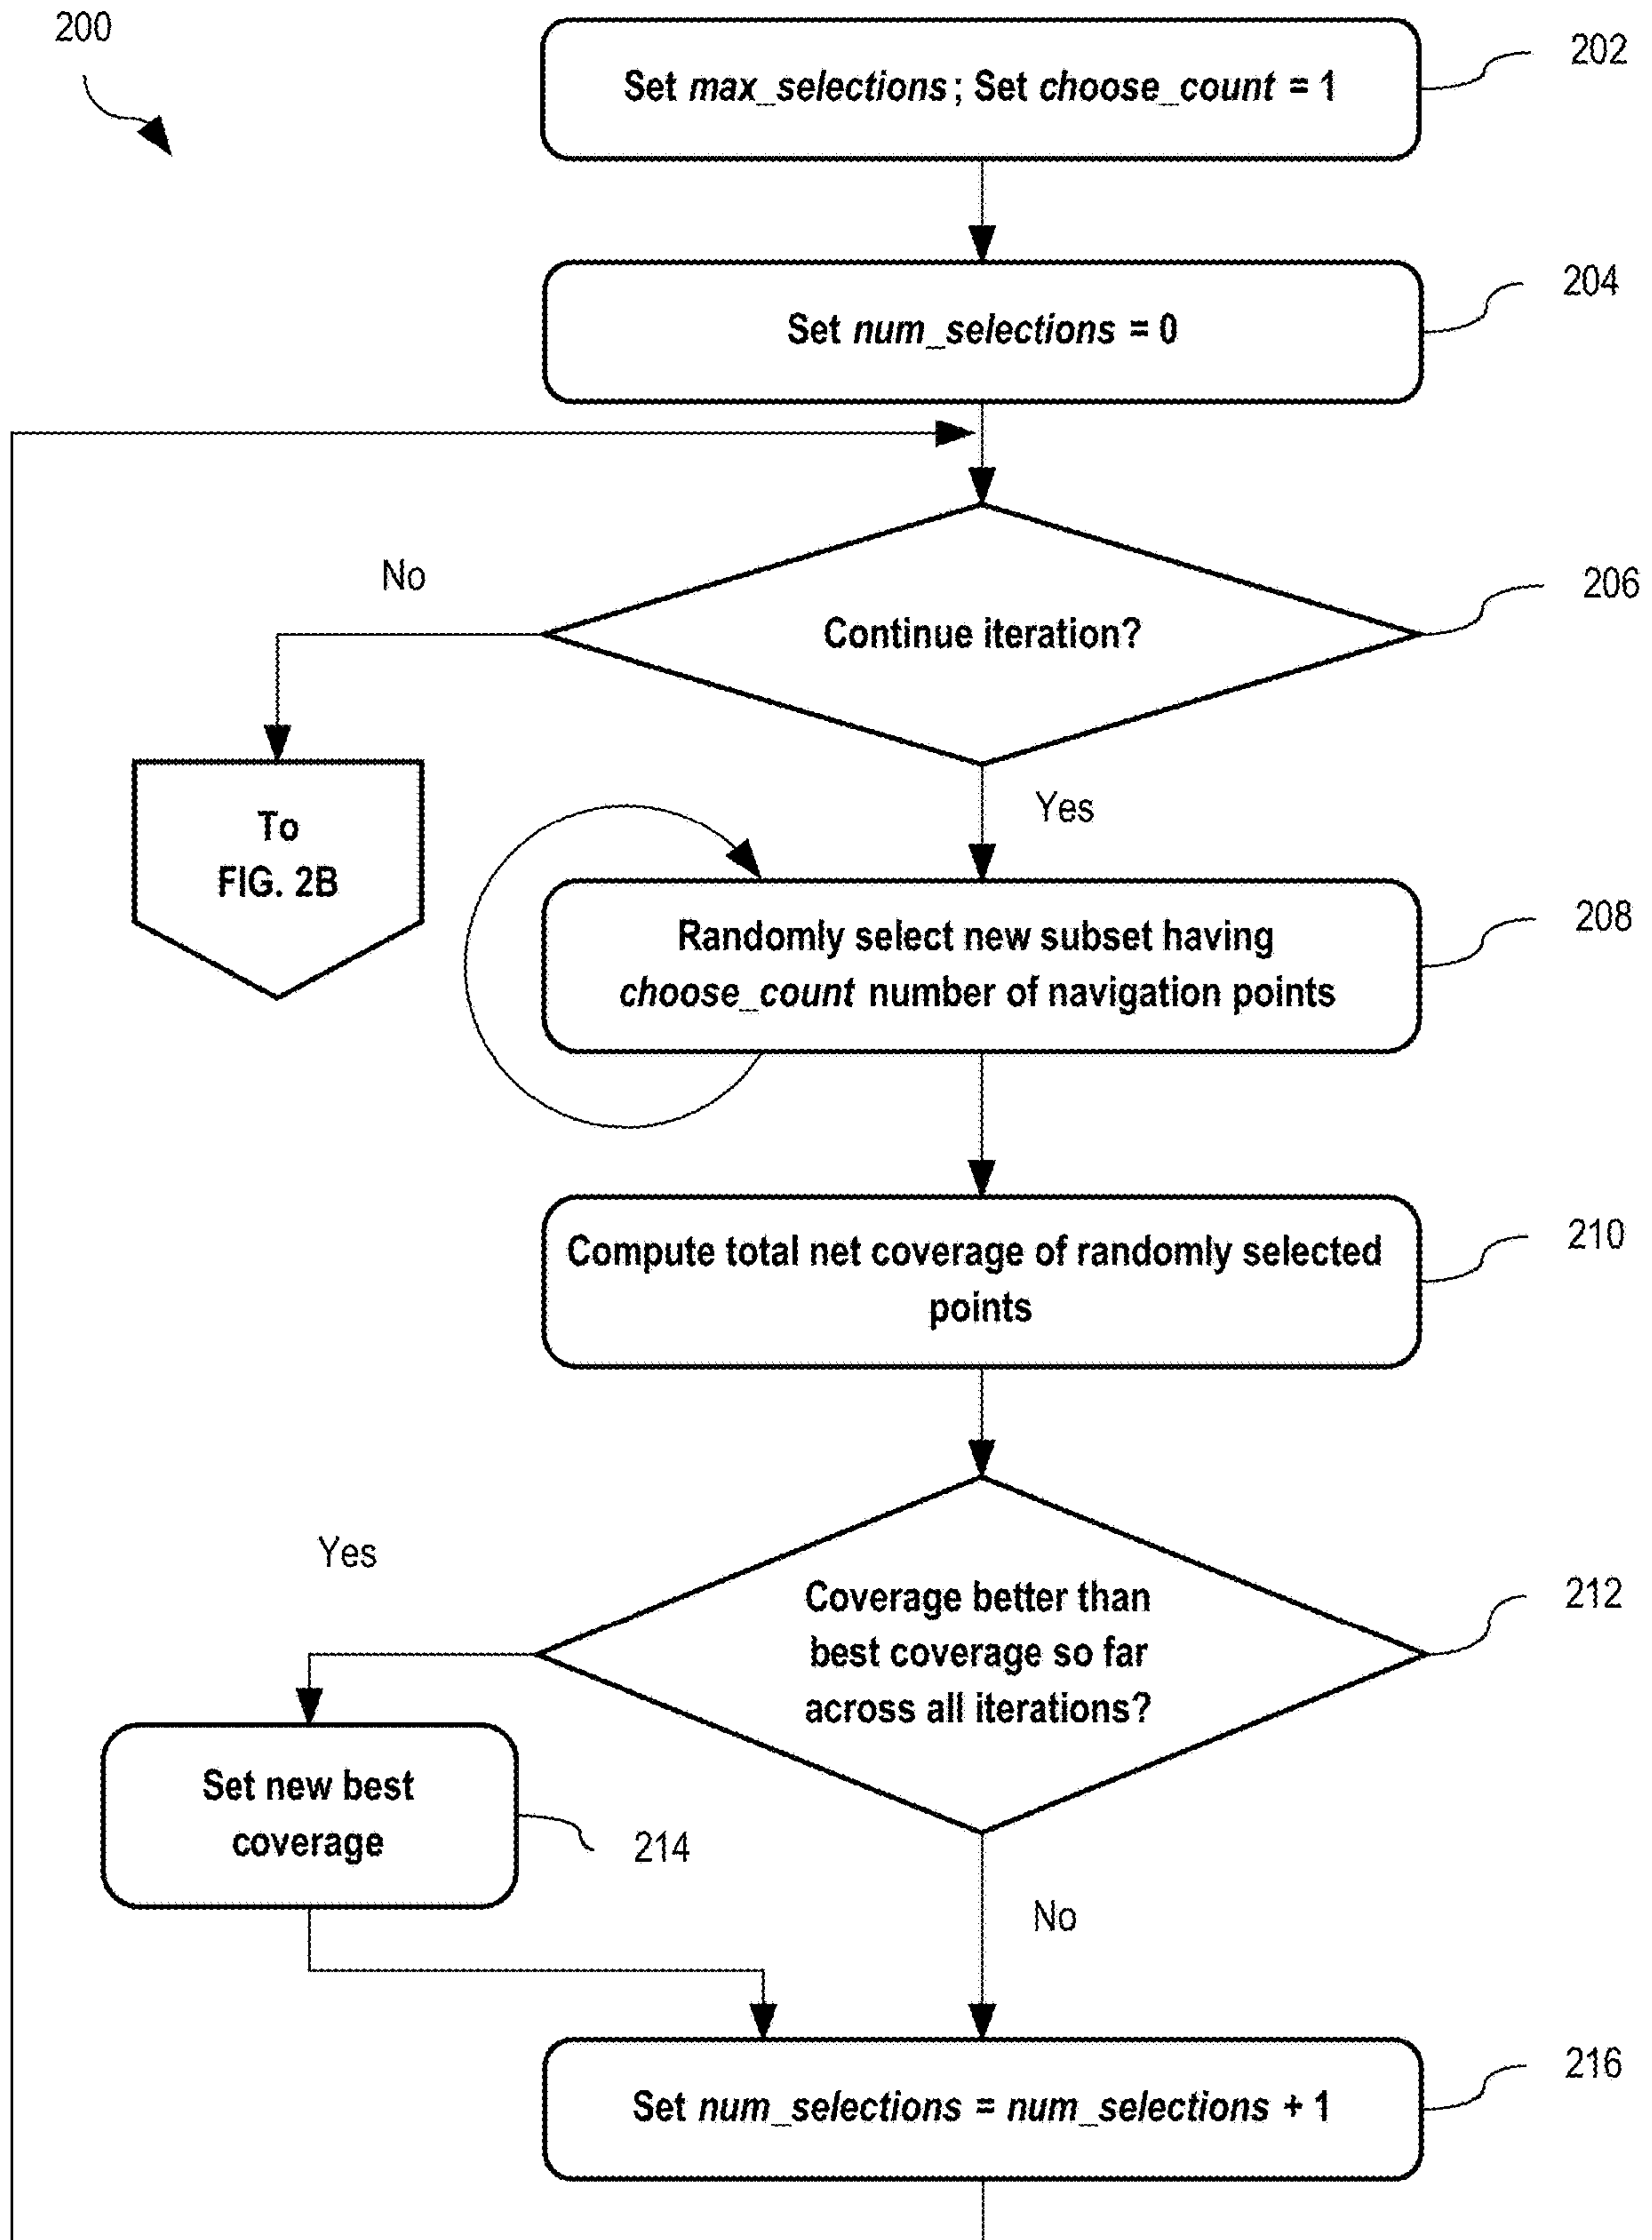 200
Set max_selections; Set choose_count = 1
202
Set num_selections = 0
204
Continue iteration?
206
No
Yes
To
FIG. 2B
Randomly select new subset having
choose_count number of navigation points
208
Compute total net coverage of randomly selected
points
210
Coverage better than
best coverage so far
across all iterations?
212
Yes
Set new best
coverage
214
No
Set num_selections = num_selections + 1
216